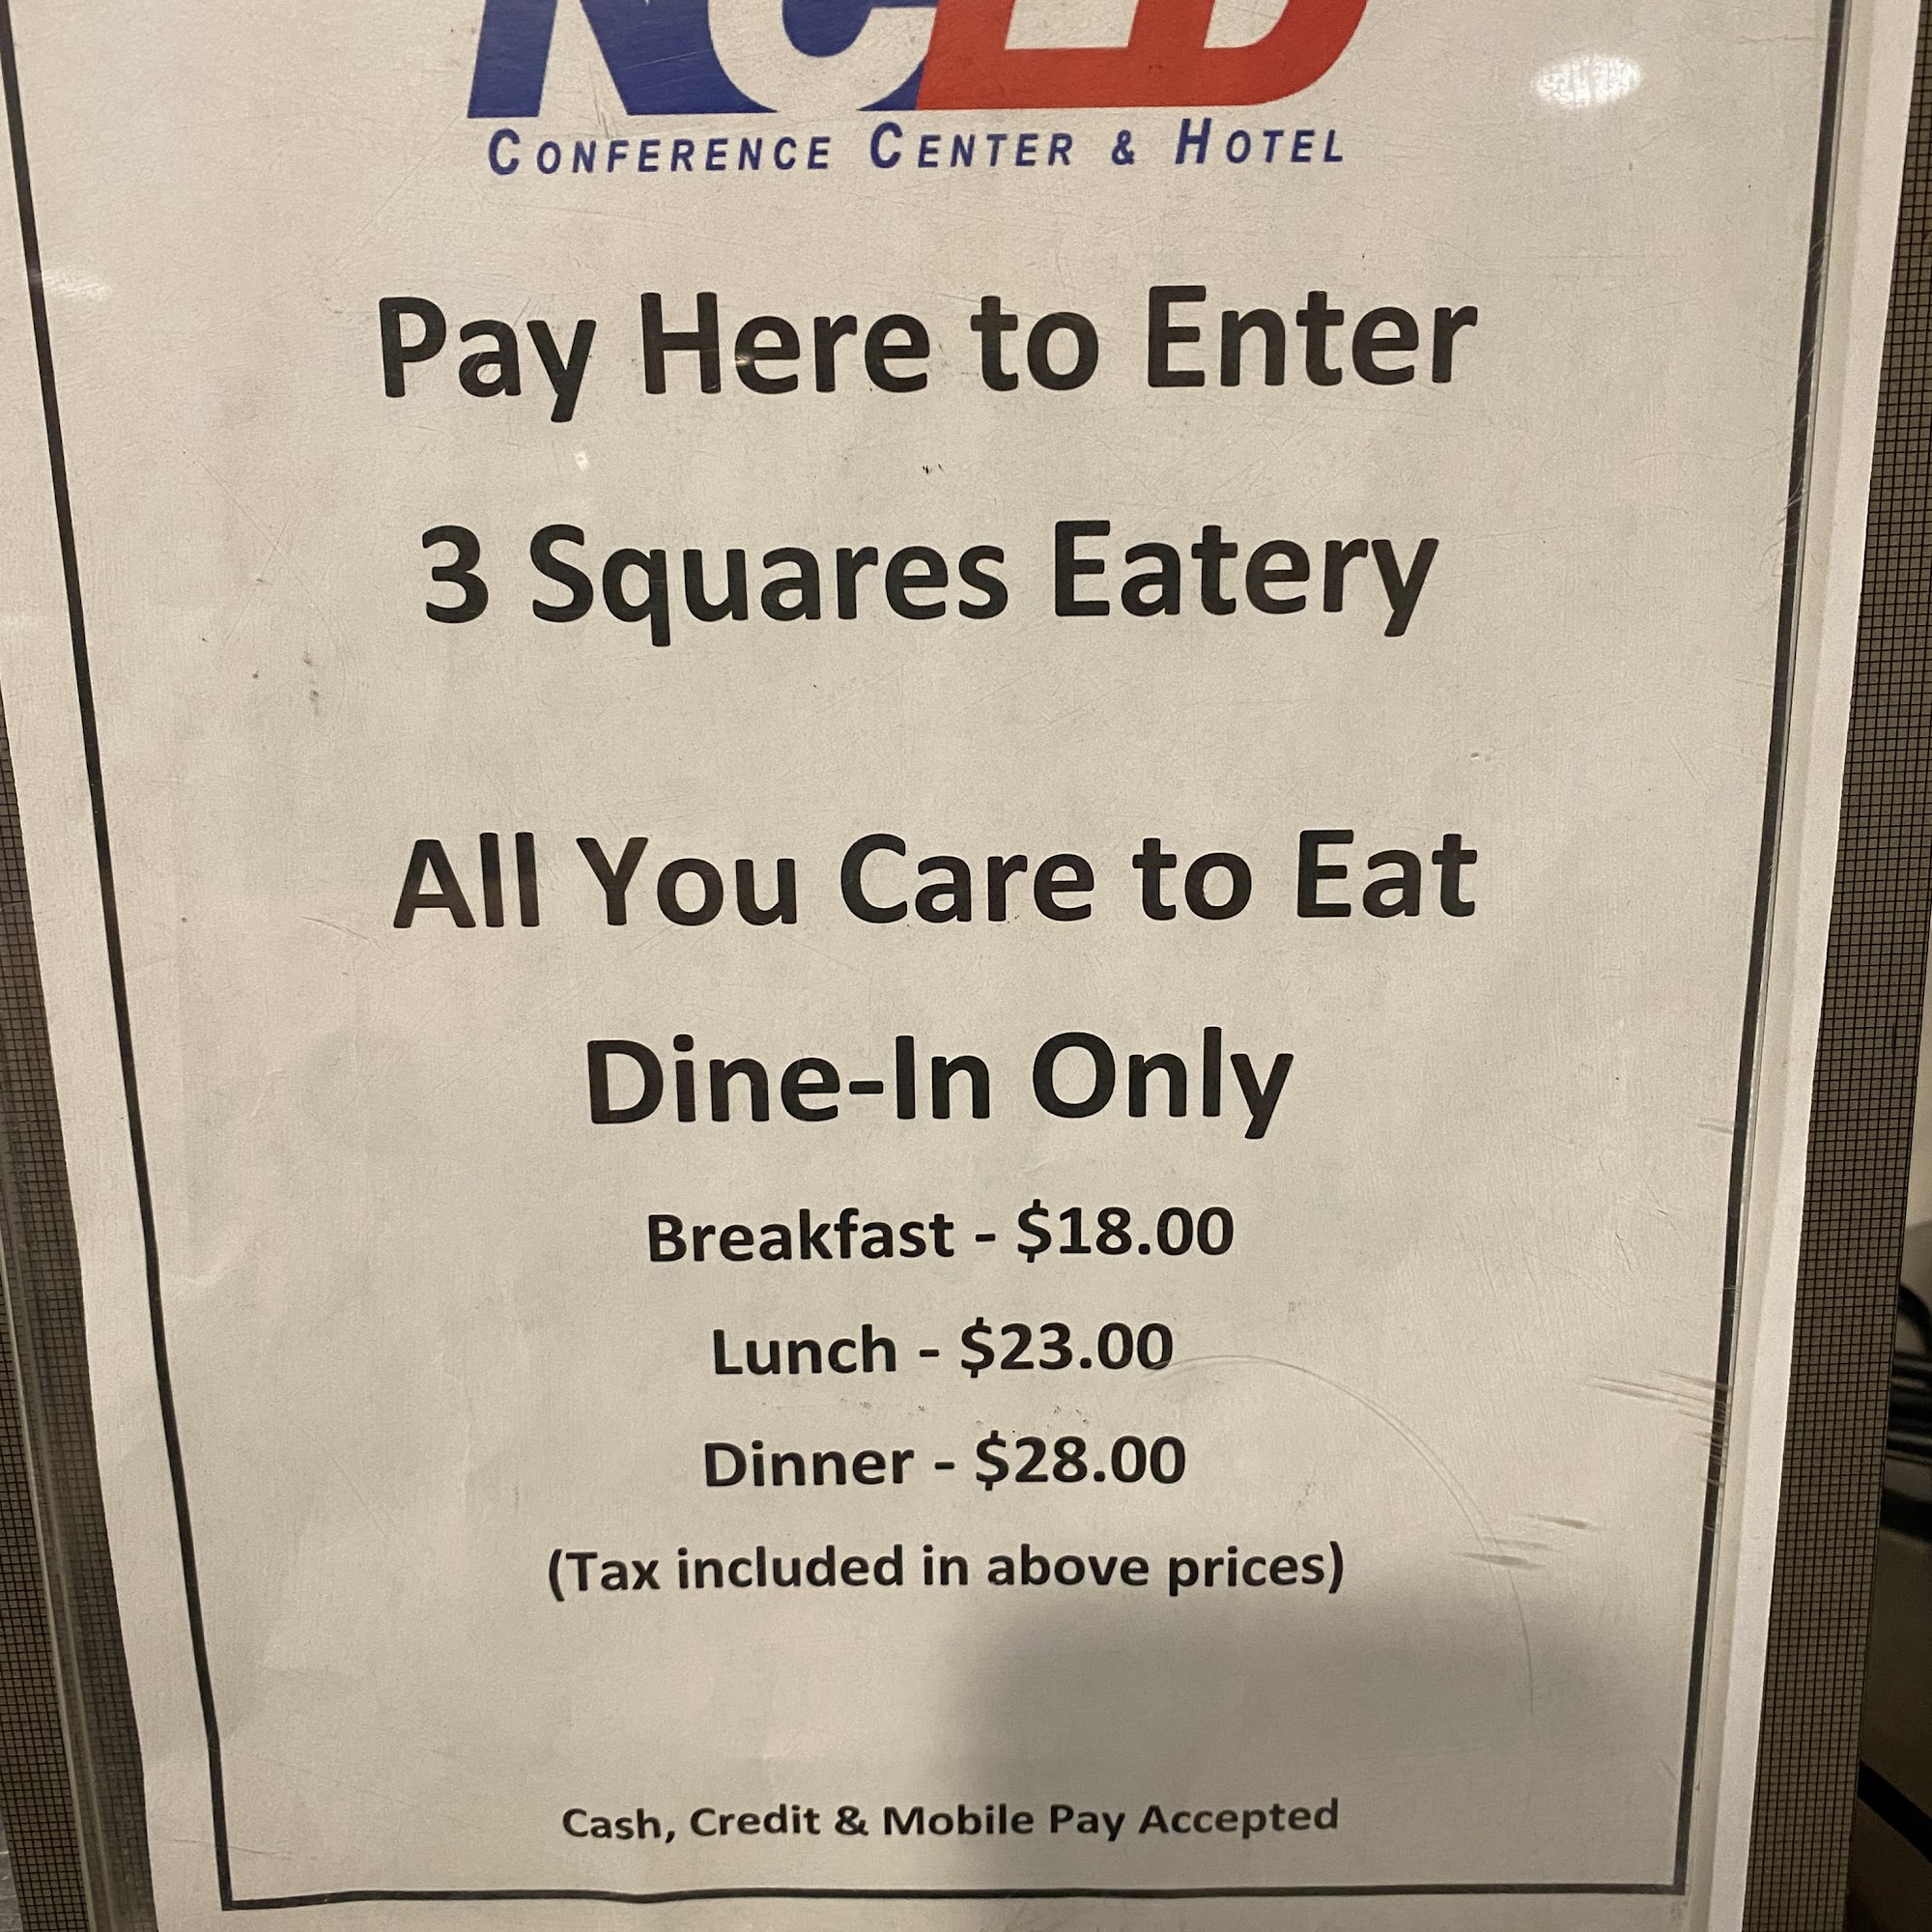 NCED
CONFERENCE CENTER & HOTEL
Pay Here to Enter
3 Squares Eatery
All You Care to Eat
Dine-In Only
Breakfast - $18.00
Lunch - $23.00
Dinner - $28.00
(Tax included in above prices)
Cash, Credit & Mobile Pay Accepted